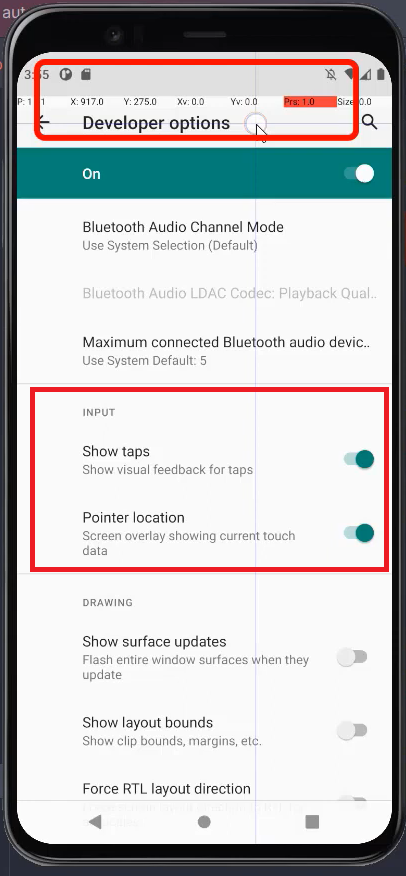 aut
3:55
P: 1 / 1 X: 917.0 Y: 275.0 Xv: 0.0 Yv: 0.0 Prs: 1.0 Size: 0.0
Developer options
On
Bluetooth Audio Channel Mode
Use System Selection (Default)
Bluetooth Audio LDAC Codec: Playback Qual..
Maximum connected Bluetooth audio devic..
Use System Default: 5
INPUT
Show taps
Show visual feedback for taps
Pointer location
Screen overlay showing current touch
data
DRAWING
Show surface updates
Flash entire window surfaces when they
update
Show layout bounds
Show clip bounds, margins, etc.
Force RTL layout direction